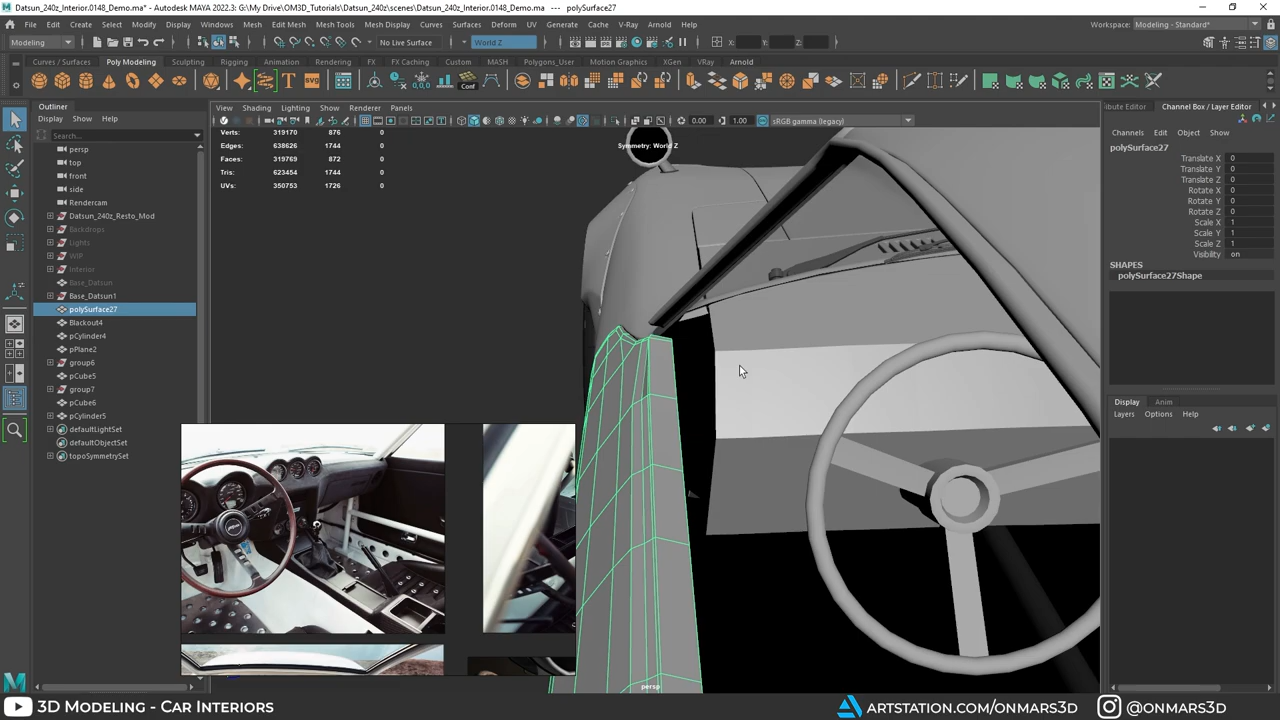 Datsun_240z_Interior.0148_Demo.ma* - Autodesk MAYA 2022.3: G:\My Drive\OM3D_Tutorials\Datsun_240z\scenes\Datsun_240z_Interior.0148_Demo.ma --- polySurface27
File Edit Create Select Modify Display Windows Mesh Edit Mesh Mesh Tools Mesh Display Curves Surfaces Deform UV Generate Cache V-Ray Arnold Help
Workspace: Modeling - Standard*
Modeling No Live Surface World Z X: Y: Z:
Curves / Surfaces Poly Modeling Sculpting Rigging Animation Rendering FX FX Caching Custom MASH Polygons_User Motion Graphics XGen V-Ray Arnold
Outliner
Display Show Help
Search...
persp
top
front
side
Rendercam
Datsun_240z_Resto_Mod
Backdrops
Lights
WIP
Interior
Base_Datsun
Base_Datsun1
polySurface27
Blackout4
pCylinder4
pPlane2
group6
pCube5
group7
pCube6
pCylinder5
defaultLightSet
defaultObjectSet
topoSymmetrySet
View Shading Lighting Show Renderer Panels
0.00 1.00 sRGB gamma (legacy)
Verts: 319170 876 0
Edges: 638626 1744 0
Faces: 319769 872 0
Tris: 623454 1744 0
UVs: 350753 1726 0
Symmetry: World Z
persp
bute Editor Channel Box / Layer Editor
Channels Edit Object Show
polySurface27
Translate X 0
Translate Y 0
Translate Z 0
Rotate X 0
Rotate Y 0
Rotate Z 0
Scale X 1
Scale Y 1
Scale Z 1
Visibility on
SHAPES
polySurface27Shape
Display Anim
Layers Options Help
3D Modeling - Car Interiors
ARTSTATION.COM/ONMARS3D
@ONMARS3D